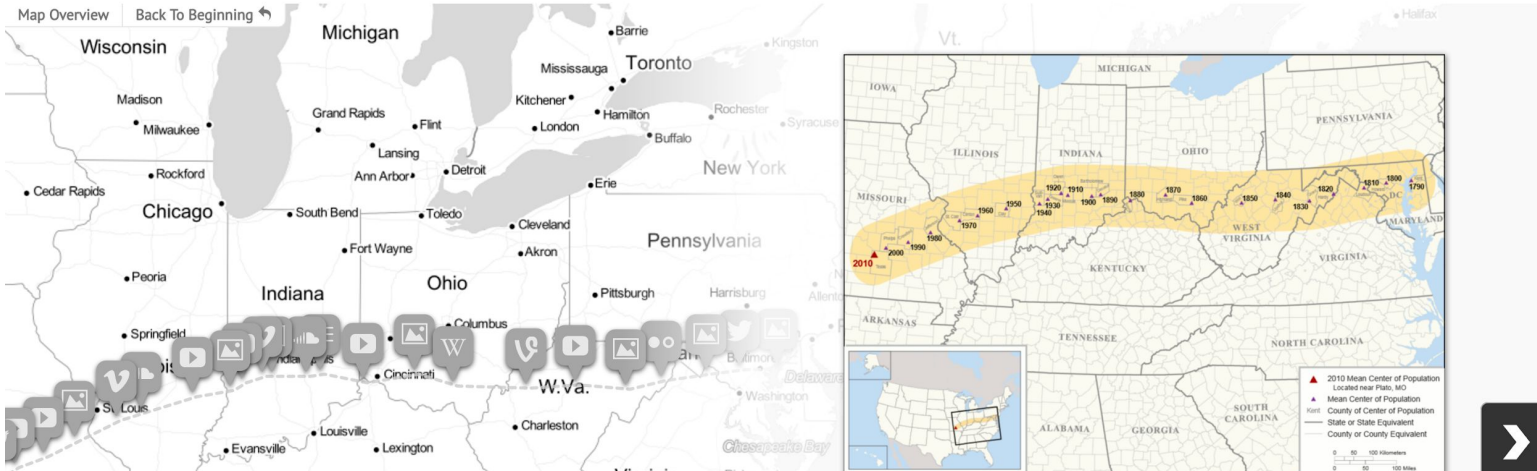 Map Overview
Back To Beginning
Wisconsin
Michigan
Barrie
Kingston
Halifax
Vt.
Mississauga
Toronto
Madison
Milwaukee
Grand Rapids
Flint
Kitchener
London
Hamilton
Rochester
Syracuse
Buffalo
Lansing
Rockford
Ann Arbor
Detroit
New York
Cedar Rapids
Erie
Chicago
South Bend
Toledo
Cleveland
Fort Wayne
Akron
Pennsylvania
Peoria
Indiana
Ohio
Pittsburgh
Harrisburg
Springfield
Columbus
W
Cincinnati
W.Va.
Washington
Delaware
St. Louis
Louisville
Charleston
Evansville
Lexington
Chesapeake Bay
MICHIGAN
IOWA
PENNSYLVANIA
ILLINOIS
INDIANA
OHIO
MISSOURI
1920
1910
1930
1940
1900
1890
1880
1870
1860
1850
1840
1830
1820
1810
1800
1790
DC
MARYLAND
1950
1960
1970
1980
1990
2000
2010
WEST
VIRGINIA
VIRGINIA
KENTUCKY
ARKANSAS
TENNESSEE
NORTH CAROLINA
SOUTH
CAROLINA
ALABAMA
GEORGIA
2010 Mean Center of Population
Located near Plato, MO
Mean Center of Population
Kent County of Center of Population
State or State Equivalent
County or County Equivalent
0 50 100 Kilometers
0 50 100 Miles